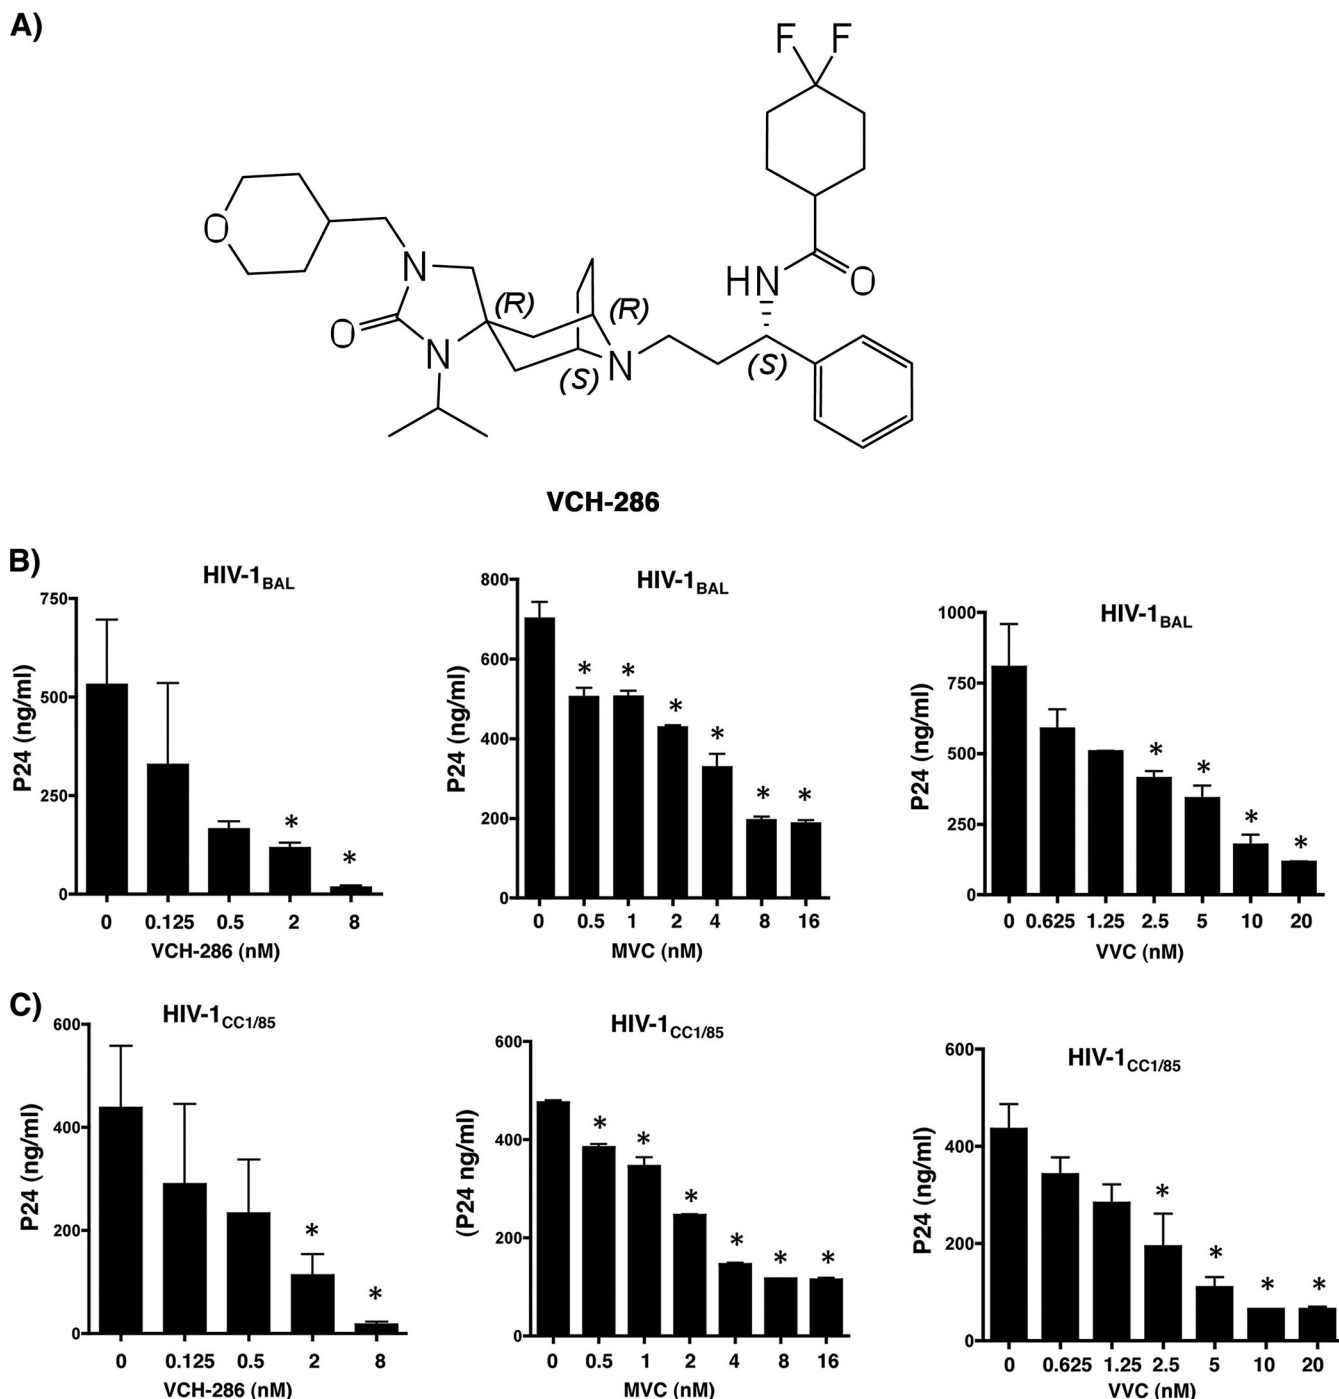 A)
F F
O
N
HN
O
(R)
(R)
O
N
(S)
N
(S)
VCH-286
B)
HIV-1BAL
750
500
250
0
P24 (ng/ml)
0 0.125 0.5 2 8
* *
VCH-286 (nM)
HIV-1BAL
800
600
400
200
0
P24 (ng/ml)
* * * * * *
0 0.5 1 2 4 8 16
MVC (nM)
HIV-1BAL
1000
750
500
250
0
P24 (ng/ml)
* * * *
0 0.625 1.25 2.5 5 10 20
VVC (nM)
C)
HIV-1CC1/85
600
400
200
0
P24 (ng/ml)
* *
0 0.125 0.5 2 8
VCH-286 (nM)
HIV-1CC1/85
600
400
200
0
(P24 ng/ml)
* * * * * *
0 0.5 1 2 4 8 16
MVC (nM)
HIV-1CC1/85
600
400
200
0
P24 (ng/ml)
* * * *
0 0.625 1.25 2.5 5 10 20
VVC (nM)